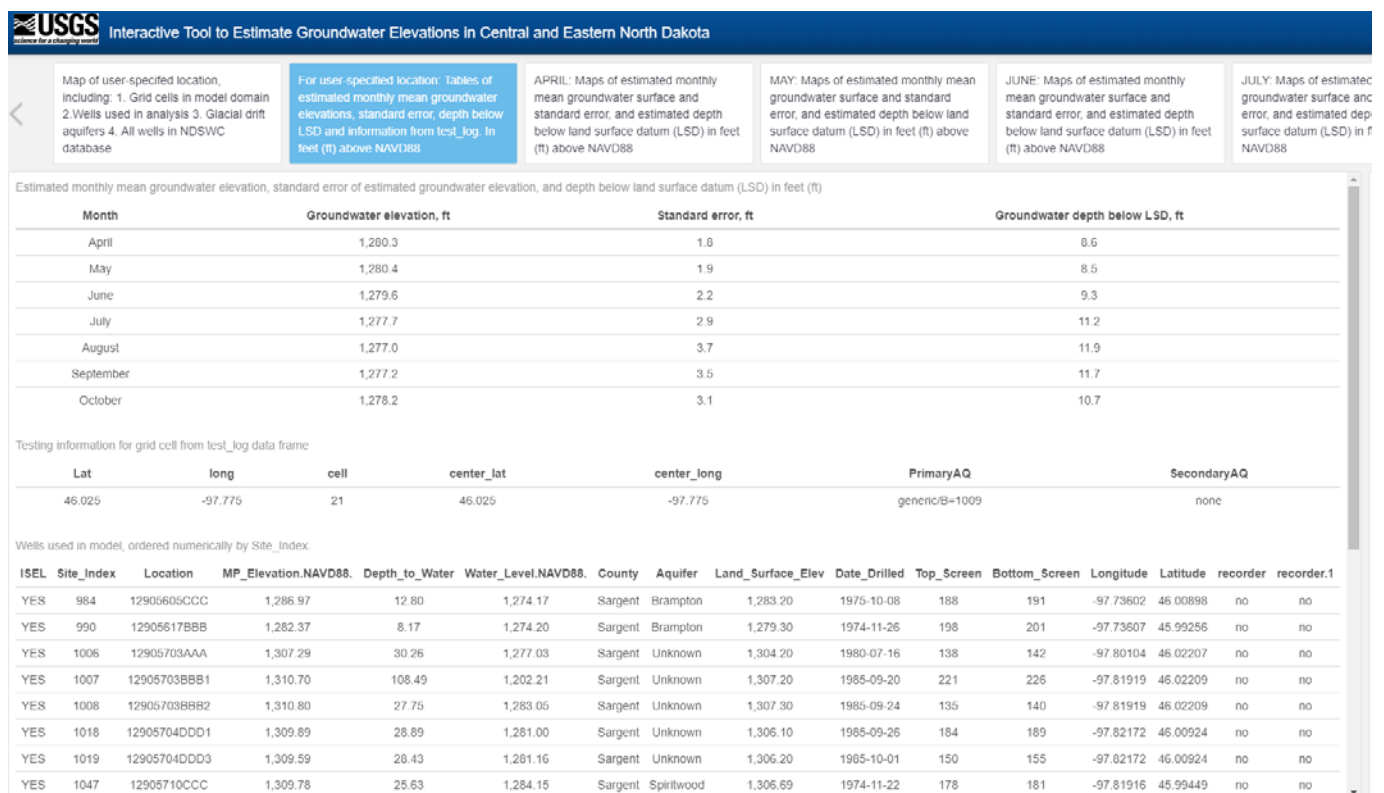 USGS
science for a changing world
Interactive Tool to Estimate Groundwater Elevations in Central and Eastern North Dakota
Map of user-specifed location,
including: 1. Grid cells in model domain
2.Wells used in analysis 3. Glacial drift
aquifers 4. All wells in NDSWC
database
For user-specified location: Tables of
estimated monthly mean groundwater
elevations, standard error, depth below
LSD and information from test_log. In
feet (ft) above NAVD88
APRIL: Maps of estimated monthly
mean groundwater surface and
standard error, and estimated depth
below land surface datum (LSD) in feet
(ft) above NAVD88
MAY: Maps of estimated monthly mean
groundwater surface and standard
error, and estimated depth below land
surface datum (LSD) in feet (ft) above
NAVD88
JUNE: Maps of estimated monthly
mean groundwater surface and
standard error, and estimated depth
below land surface datum (LSD) in feet
(ft) above NAVD88
JULY: Maps of estimated
groundwater surface and
error, and estimated dep
surface datum (LSD) in f
NAVD88
Estimated monthly mean groundwater elevation, standard error of estimated groundwater elevation, and depth below land surface datum (LSD) in feet (ft)
Month Groundwater elevation, ft Standard error, ft Groundwater depth below LSD, ft
April 1,280.3 1.8 8.6
May 1,280.4 1.9 8.5
June 1,279.6 2.2 9.3
July 1,277.7 2.9 11.2
August 1,277.0 3.7 11.9
September 1,277.2 3.5 11.7
October 1,278.2 3.1 10.7
Testing information for grid cell from test_log data frame
Lat long cell center_lat center_long PrimaryAQ SecondaryAQ
46.025 -97.775 21 46.025 -97.775 generic/B=1009 none
Wells used in model, ordered numerically by Site_Index.
ISEL Site_Index Location MP_Elevation.NAVD88. Depth_to_Water Water_Level.NAVD88. County Aquifer Land_Surface_Elev Date_Drilled Top_Screen Bottom_Screen Longitude Latitude recorder recorder.1
YES 984 12905605CCC 1,286.97 12.80 1,274.17 Sargent Brampton 1,283.20 1975-10-08 188 191 -97.73602 46.00898 no no
YES 990 12905617BBB 1,282.37 8.17 1,274.20 Sargent Brampton 1,279.30 1974-11-26 198 201 -97.73607 45.99256 no no
YES 1006 12905703AAA 1,307.29 30.26 1,277.03 Sargent Unknown 1,304.20 1980-07-16 138 142 -97.80104 46.02207 no no
YES 1007 12905703BBB1 1,310.70 108.49 1,202.21 Sargent Unknown 1,307.20 1985-09-20 221 226 -97.81919 46.02209 no no
YES 1008 12905703BBB2 1,310.80 27.75 1,283.05 Sargent Unknown 1,307.30 1985-09-24 135 140 -97.81919 46.02209 no no
YES 1018 12905704DDD1 1,309.89 28.89 1,281.00 Sargent Unknown 1,306.10 1985-09-26 184 189 -97.82172 46.00924 no no
YES 1019 12905704DDD3 1,309.59 28.43 1,281.16 Sargent Unknown 1,306.20 1985-10-01 150 155 -97.82172 46.00924 no no
YES 1047 12905710CCC 1,309.78 25.63 1,284.15 Sargent Spiritwood 1,306.69 1974-11-22 178 181 -97.81916 45.99449 no no